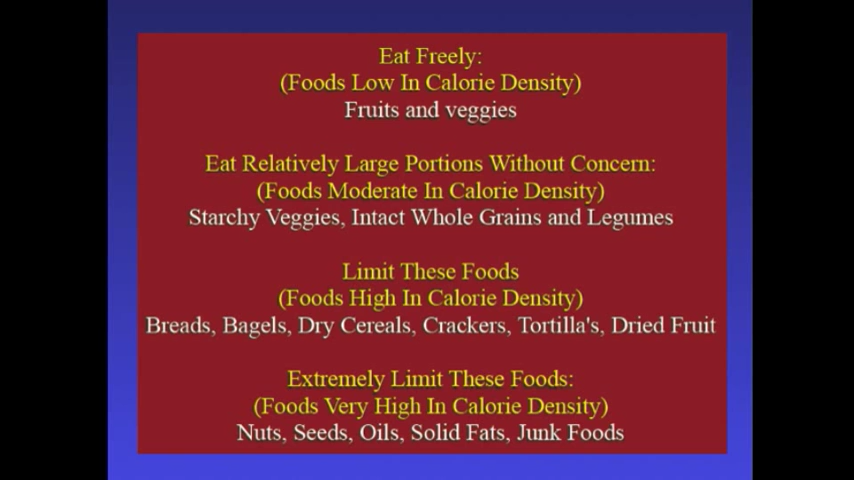 Eat Freely:
(Foods Low In Calorie Density)
Fruits and veggies
Eat Relatively Large Portions Without Concern:
(Foods Moderate In Calorie Density)
Starchy Veggies, Intact Whole Grains and Legumes
Limit These Foods
(Foods High In Calorie Density)
Breads, Bagels, Dry Cereals, Crackers, Tortilla's, Dried Fruit
Extremely Limit These Foods:
(Foods Very High In Calorie Density)
Nuts, Seeds, Oils, Solid Fats, Junk Foods